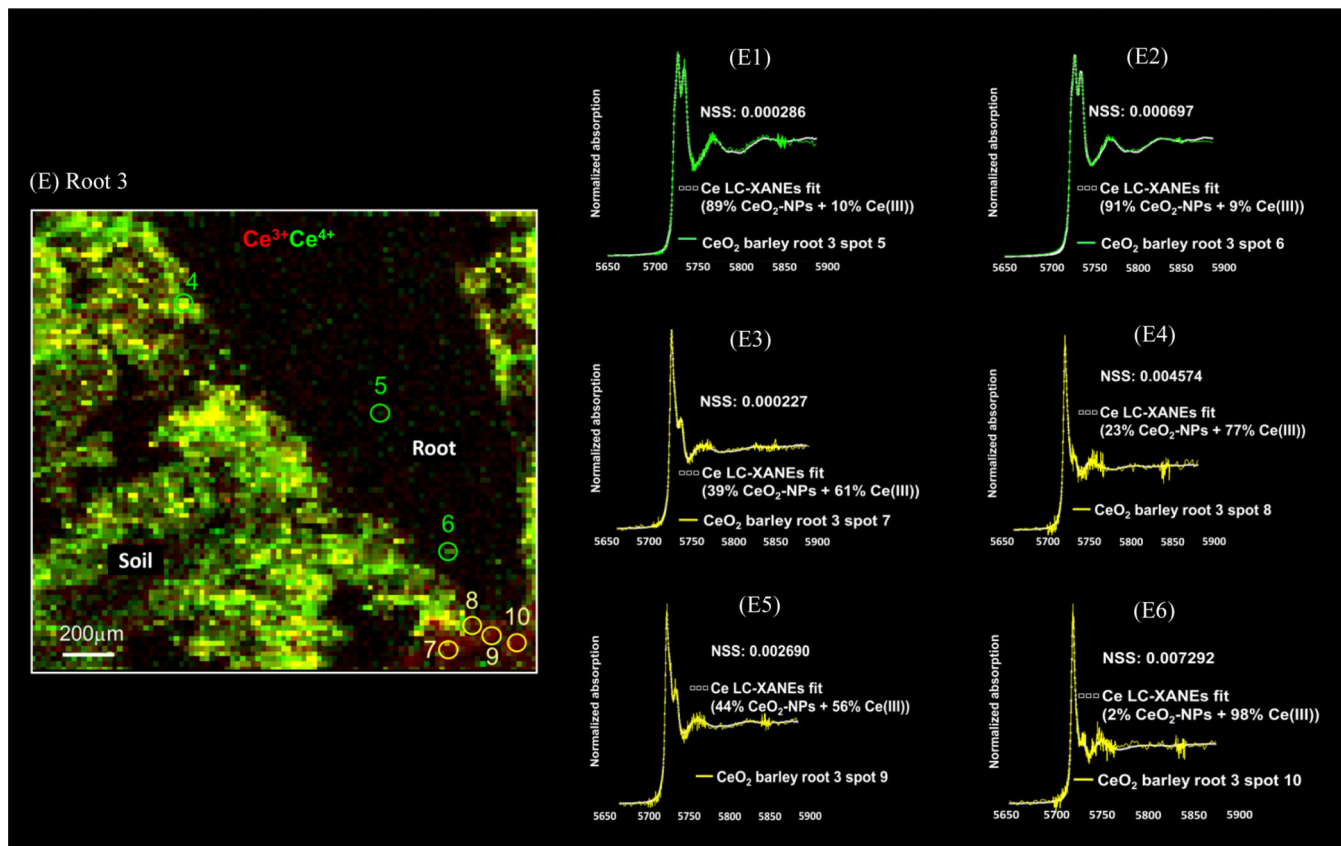 (E) Root 3
Ce³⁺Ce⁴⁺
4
5
Root
6
Soil
8
10
7
9
200μm
(E1)
Normalized absorption
NSS: 0.000286
Ce LC-XANEs fit
(89% CeO₂-NPs + 10% Ce(III))
CeO₂ barley root 3 spot 5
5650 5700 5750 5800 5850 5900
(E2)
Normalized absorption
NSS: 0.000697
Ce LC-XANEs fit
(91% CeO₂-NPs + 9% Ce(III))
CeO₂ barley root 3 spot 6
5650 5700 5750 5800 5850 5900
(E3)
Normalized absorption
NSS: 0.000227
Ce LC-XANEs fit
(39% CeO₂-NPs + 61% Ce(III))
CeO₂ barley root 3 spot 7
5650 5700 5750 5800 5850 5900
(E4)
Normalized absorption
NSS: 0.004574
Ce LC-XANEs fit
(23% CeO₂-NPs + 77% Ce(III))
CeO₂ barley root 3 spot 8
5650 5700 5750 5800 5850 5900
(E5)
Normalized absorption
NSS: 0.002690
Ce LC-XANEs fit
(44% CeO₂-NPs + 56% Ce(III))
CeO₂ barley root 3 spot 9
5650 5700 5750 5800 5850 5900
(E6)
Normalized absorption
NSS: 0.007292
Ce LC-XANEs fit
(2% CeO₂-NPs + 98% Ce(III))
CeO₂ barley root 3 spot 10
5650 5700 5750 5800 5850 5900